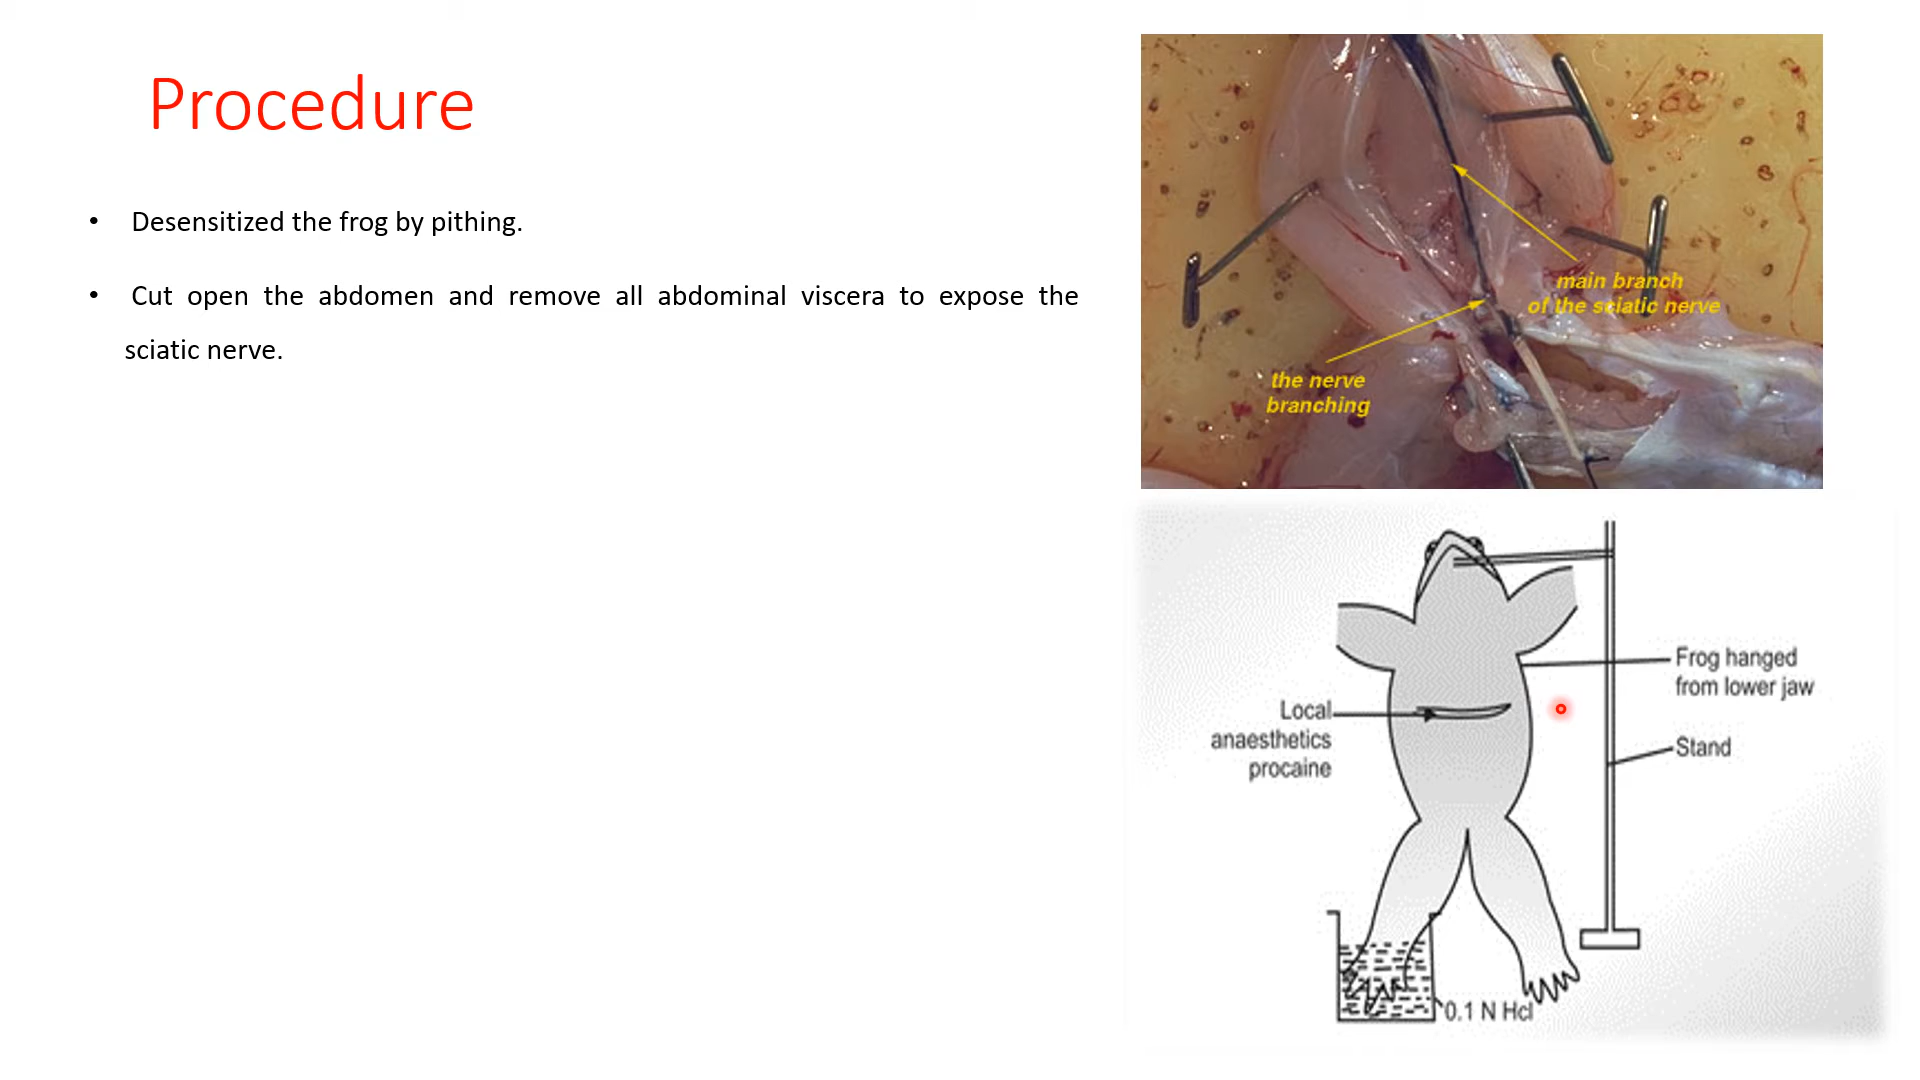 Procedure
• Desensitized the frog by pithing.
• Cut open the abdomen and remove all abdominal viscera to expose the
sciatic nerve.
main branch
of the sciatic nerve
the nerve
branching
Frog hanged
from lower jaw
Local
anaesthetics
procaine
Stand
0.1 N Hcl